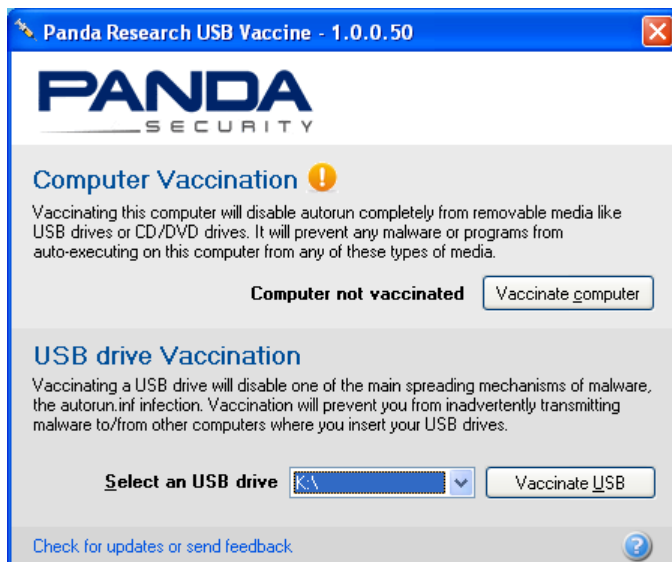 Panda Research USB Vaccine - 1.0.0.50
PANDA
SECURITY
Computer Vaccination
Vaccinating this computer will disable autorun completely from removable media like
USB drives or CD/DVD drives. It will prevent any malware or programs from
auto-executing on this computer from any of these types of media.
Computer not vaccinated Vaccinate computer
USB drive Vaccination
Vaccinating a USB drive will disable one of the main spreading mechanisms of malware,
the autorun.inf infection. Vaccination will prevent you from inadvertently transmitting
malware to/from other computers where you insert your USB drives.
Select an USB drive K:\ Vaccinate USB
Check for updates or send feedback